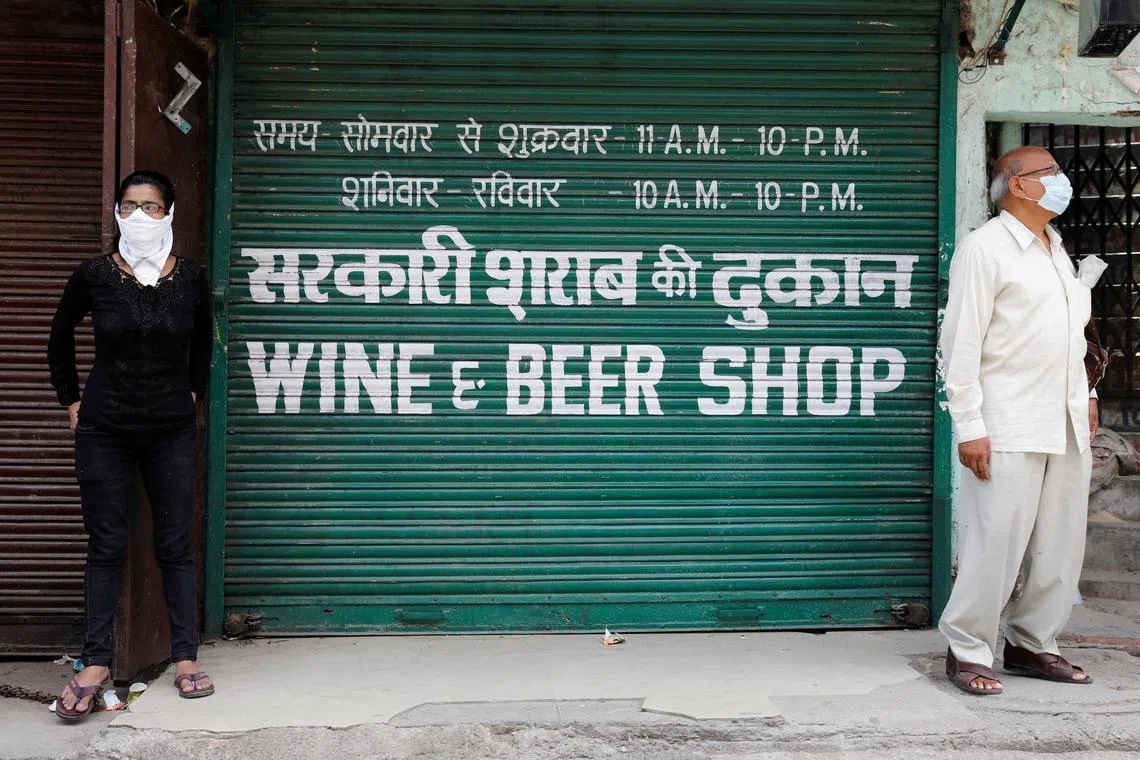 समय - सोमवार से शुक्रवार - 11 A.M. - 10 - P.M.
शनिवार - रविवार - 10 A.M. - 10 - P.M.
सरकारी शराब की दुकान
WINE & BEER SHOP